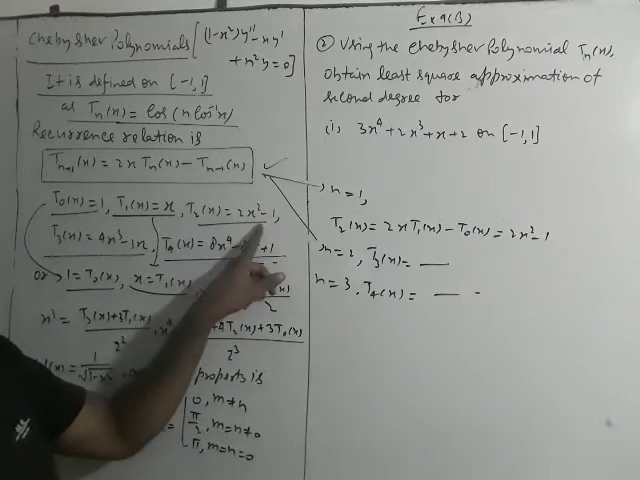 Chebyshev Polynomials [(1-x²)y'' - xy'
+ n²y = 0]
It is defined on [-1,1]
as Tn(x) = cos(n cos⁻¹x)
Recurrence relation is
Tn+1(x) = 2x Tn(x) - Tn-1(x)
T0(x) = 1, T1(x) = x, T2(x) = 2x² - 1,
T3(x) = 4x³ - 3x, T4(x) = 8x⁴ - +1
or 1 = T0(x), x = T1(x),
2
x³ = T3(x) + 3T1(x) / 2², x⁴ + 4T2(x) + 3T0(x) / 2³
(x) = 1 / √1-x², property is
= { 0, m≠n
π/2, m=n≠0
π, m=n=0
Ex 9(B)
② Using the Chebyshev Polynomial Tn(x),
obtain least square approximation of
second degree for
(i) 3x⁴ + 2x³ + x + 2 on [-1,1]
n = 1,
T2(x) = 2x T1(x) - T0(x) = 2x² - 1
n = 2, T3(x) = —
n = 3, T4(x) = — -